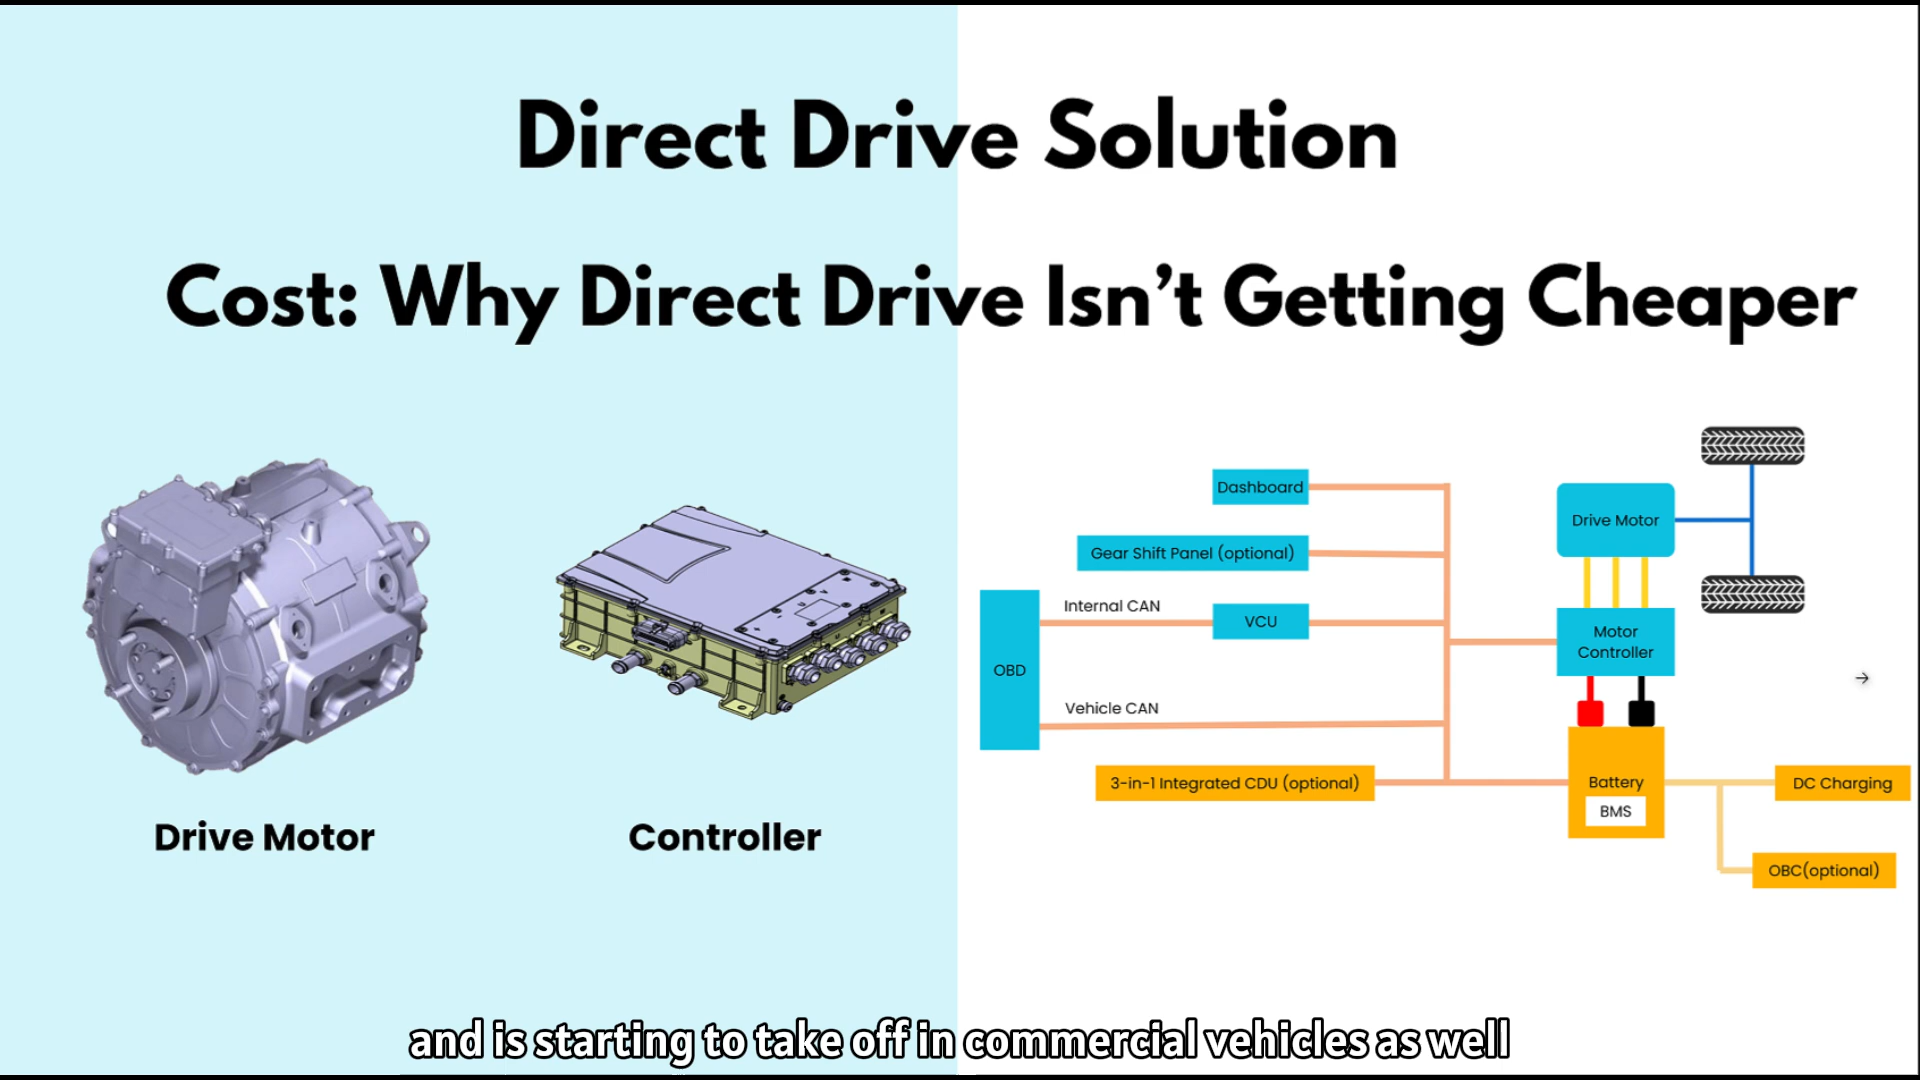 Direct Drive Solution
Cost: Why Direct Drive Isn’t Getting Cheaper
Drive Motor
Controller
Dashboard
Gear Shift Panel (optional)
Internal CAN
VCU
OBD
Vehicle CAN
3-in-1 Integrated CDU (optional)
Drive Motor
Motor
Controller
Battery
BMS
DC Charging
OBC(optional)
and is starting to take off in commercial vehicles as well